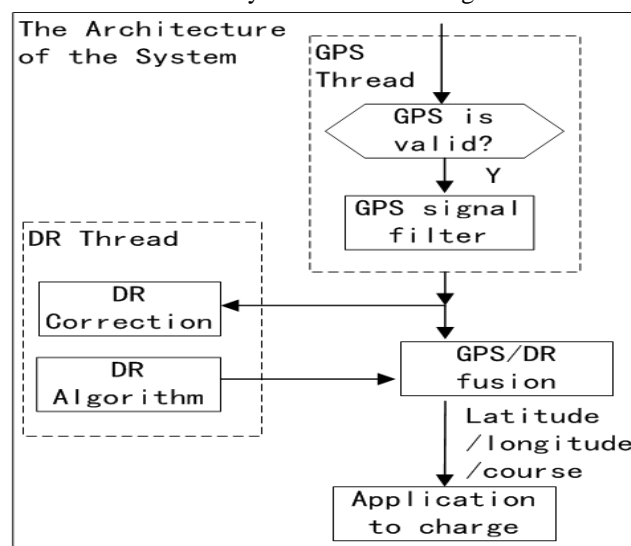 The Architecture
of the System
GPS
Thread
GPS is
valid?
Y
GPS signal
filter
DR Thread
DR
Correction
DR
Algorithm
GPS/DR
fusion
Latitude
/longitude
/course
Application
to charge